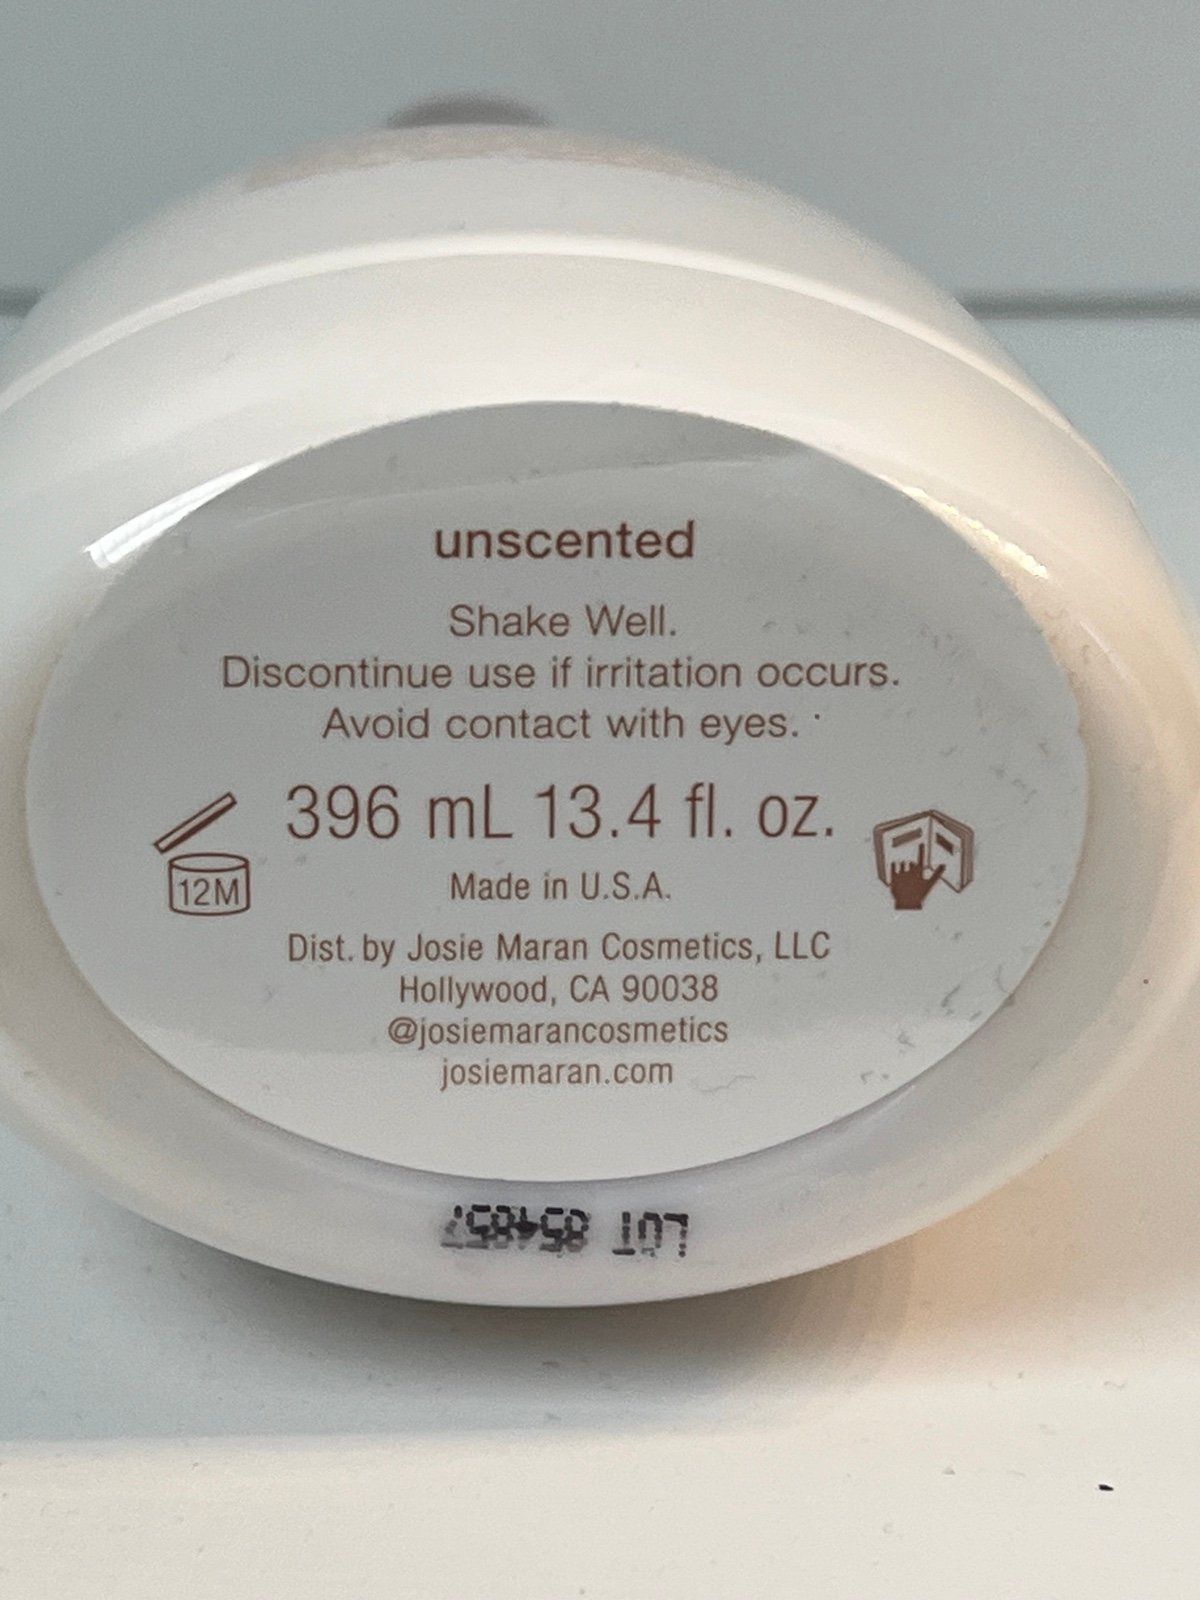 unscented
Shake Well.
Discontinue use if irritation occurs.
Avoid contact with eyes.
396 mL 13.4 fl. oz.
12M
Made in U.S.A.
Dist. by Josie Maran Cosmetics, LLC
Hollywood, CA 90038
@josiemarancosmetics
josiemaran.com
LOT